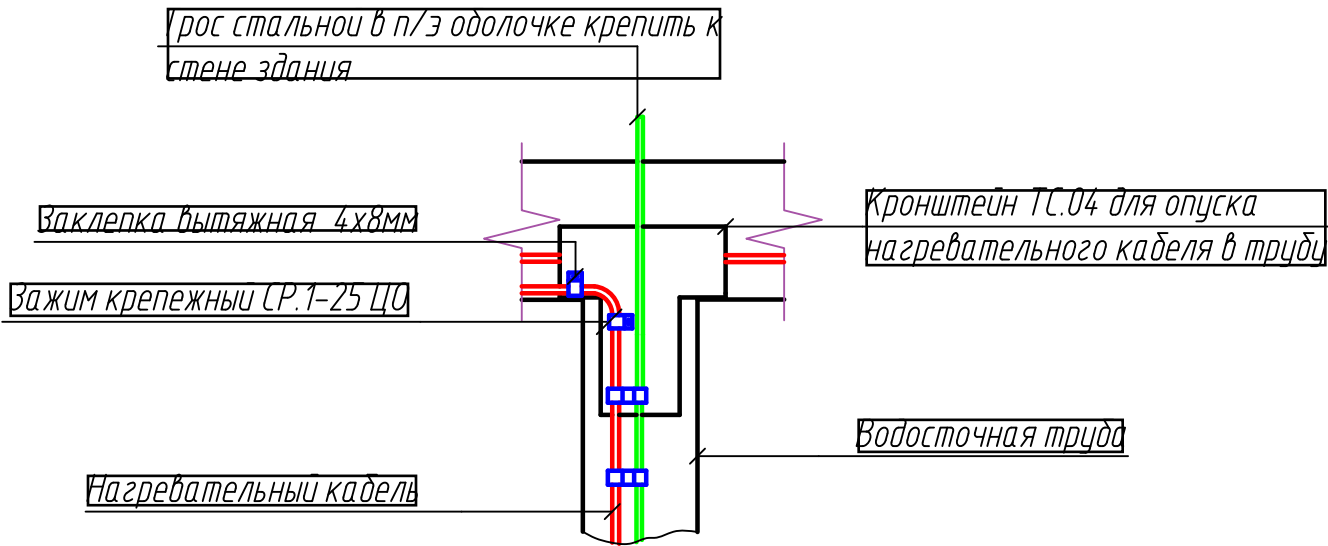 Трос стальной в п/э оболочке крепить к
стене здания
Заклепка вытяжная 4х8мм
Кронштейн ТС.04 для опуска
нагревательного кабеля в трубу
Зажим крепежный СР.1-25 ЦО
Водосточная труба
Нагревательный кабель